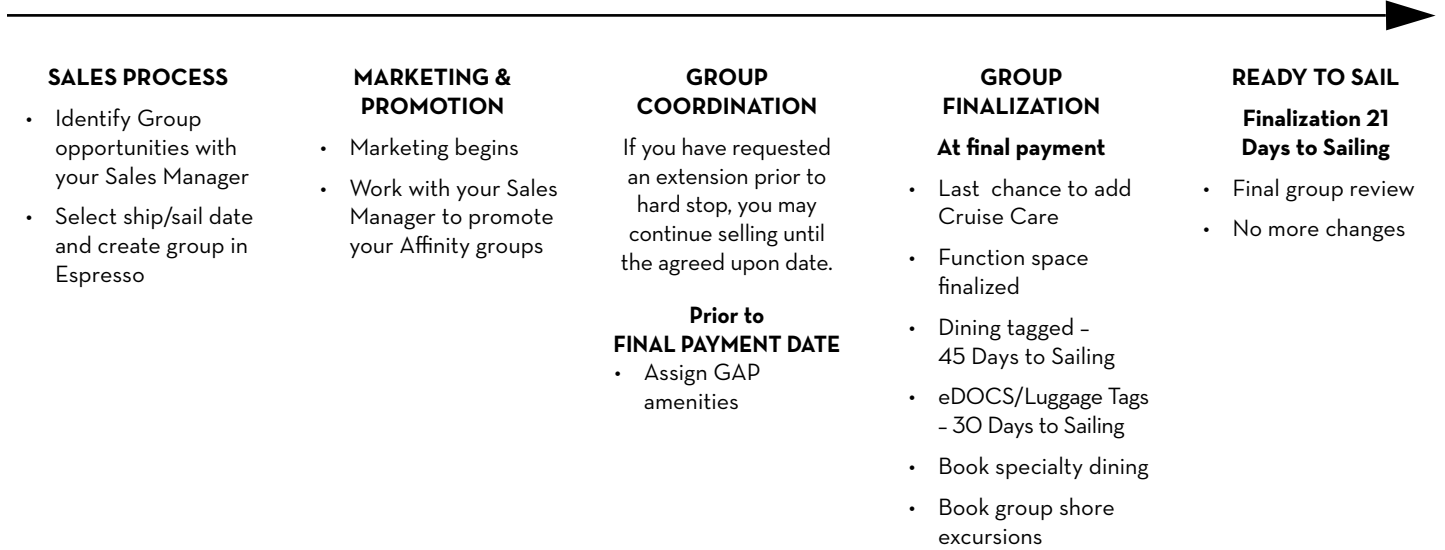 SALES PROCESS
• Identify Group
opportunities with
your Sales Manager
• Select ship/sail date
and create group in
Espresso
MARKETING &
PROMOTION
• Marketing begins
• Work with your Sales
Manager to promote
your Affinity groups
GROUP
COORDINATION
If you have requested
an extension prior to
hard stop, you may
continue selling until
the agreed upon date.
Prior to
FINAL PAYMENT DATE
• Assign GAP
amenities
GROUP
FINALIZATION
At final payment
• Last chance to add
Cruise Care
• Function space
finalized
• Dining tagged –
45 Days to Sailing
• eDOCS/Luggage Tags
– 30 Days to Sailing
• Book specialty dining
• Book group shore
excursions
READY TO SAIL
Finalization 21
Days to Sailing
• Final group review
• No more changes